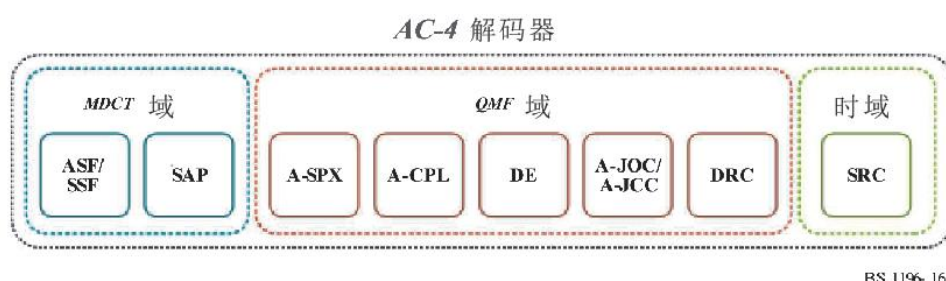 AC-4 解码器
MDCT 域
QMF 域
时域
ASF/
SSF
SAP
A-SPX
A-CPL
DE
A-JOC/
A-JCC
DRC
SRC
BS.1196-16